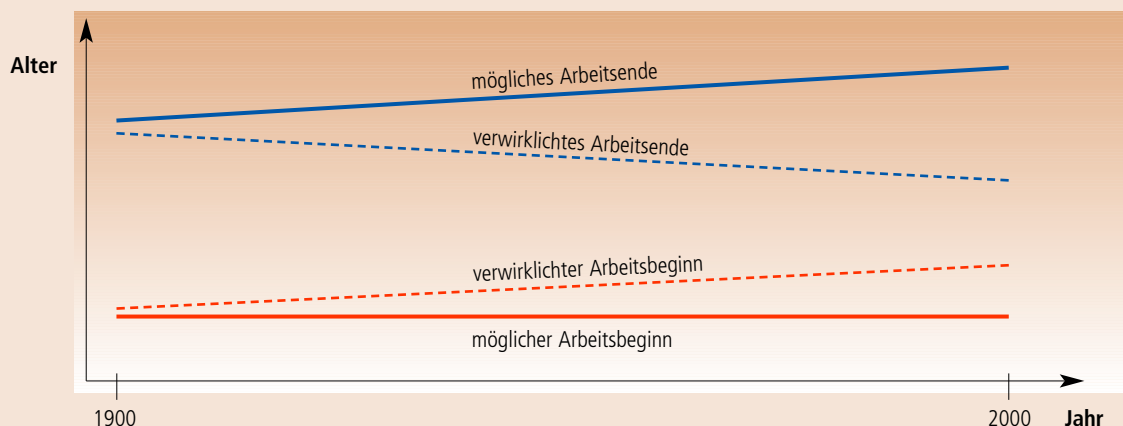 Alter
mögliches Arbeitsende
verwirklichtes Arbeitsende
verwirklichter Arbeitsbeginn
möglicher Arbeitsbeginn
1900
2000 Jahr